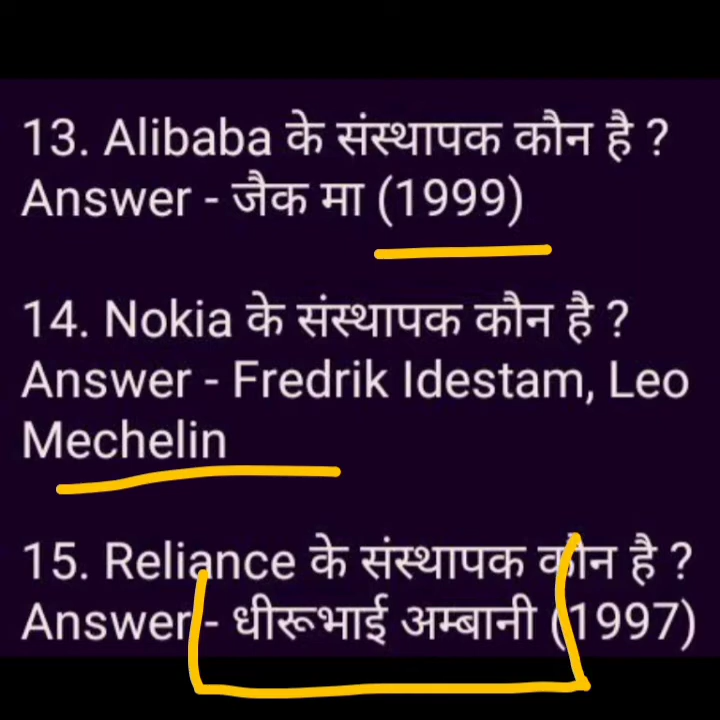 13. Alibaba के संस्थापक कौन है ?
Answer - जैक मा (1999)
14. Nokia के संस्थापक कौन है ?
Answer - Fredrik Idestam, Leo
Mechelin
15. Reliance के संस्थापक कौन है ?
Answer - धीरूभाई अम्बानी (1997)